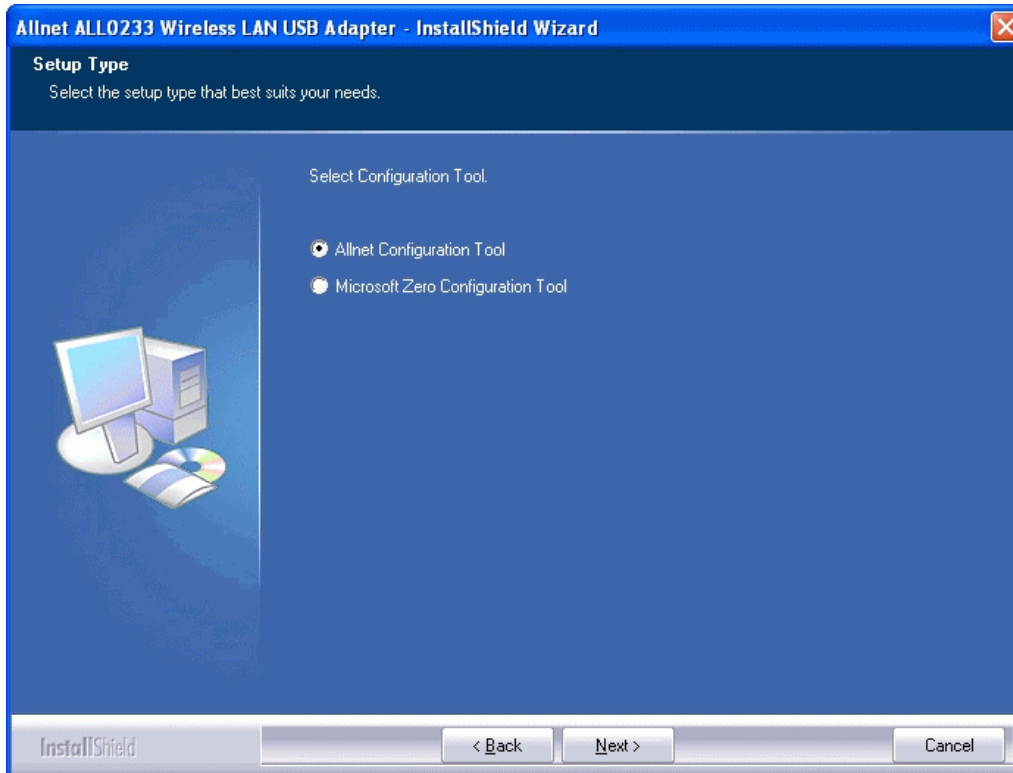 Allnet ALL0233 Wireless LAN USB Adapter - InstallShield Wizard
Setup Type
Select the setup type that best suits your needs.
Select Configuration Tool.
Allnet Configuration Tool
Microsoft Zero Configuration Tool
InstallShield
< Back
Next >
Cancel